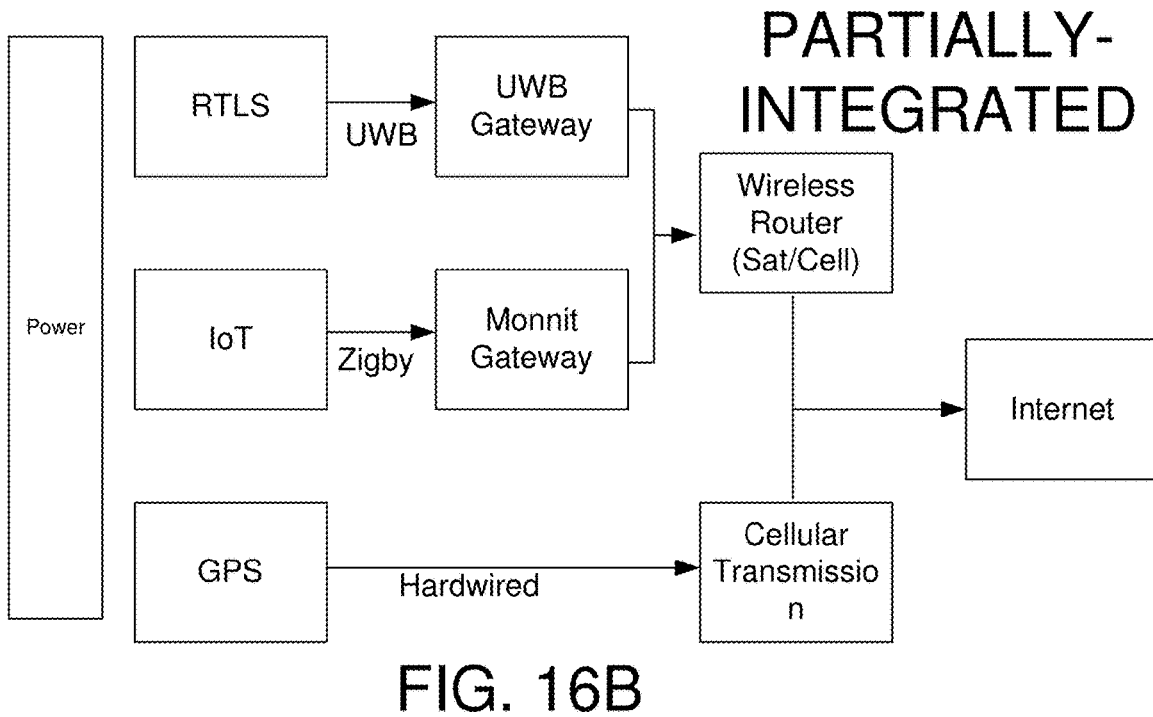 PARTIALLY-
INTEGRATED
RTLS
UWB
UWB
Gateway
Wireless
Router
(Sat/Cell)
Power
IoT
Zigby
Monnit
Gateway
Internet
GPS
Hardwired
Cellular
Transmissio
n
FIG. 16B